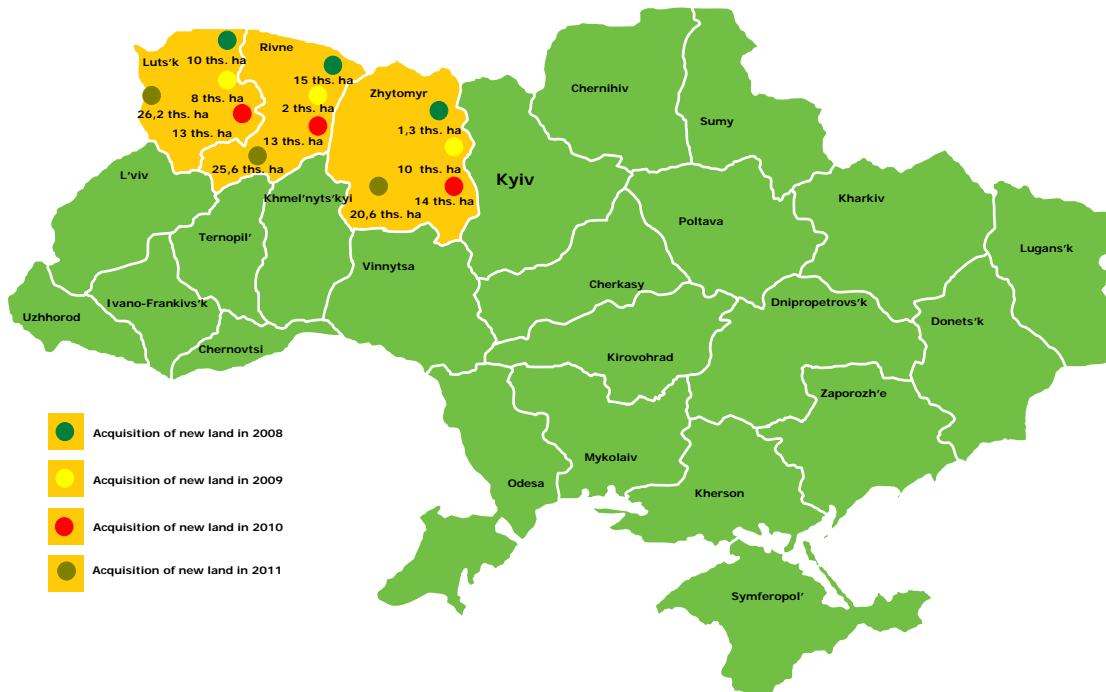 Rivne
Luts'k
10 ths. ha
15 ths. ha
Zhytomyr
8 ths. ha
2 ths. ha
26,2 ths. ha
13 ths. ha
13 ths. ha
1,3 ths. ha
25,6 ths. ha
10 ths. ha
14 ths. ha
20,6 ths. ha
Chernihiv
Sumy
L'viv
Kyiv
Khmel'nyts'kyi
Kharkiv
Poltava
Ternopil'
Lugans'k
Vinnytsa
Cherkasy
Ivano-Frankivs'k
Dnipropetrovs'k
Uzhhorod
Donets'k
Chernovtsi
Kirovohrad
Zaporozh'e
Acquisition of new land in 2008
Mykolaiv
Acquisition of new land in 2009
Odesa
Kherson
Acquisition of new land in 2010
Acquisition of new land in 2011
Symferopol'